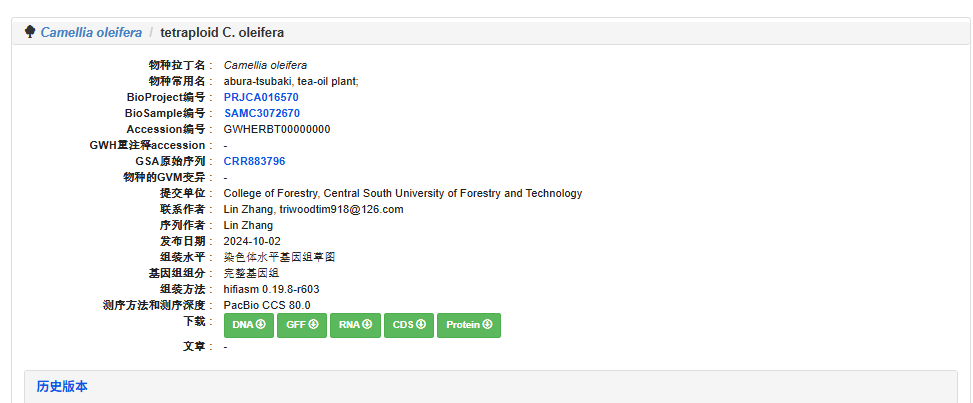 Camellia oleifera / tetraploid C. oleifera
物种拉丁名 : Camellia oleifera
物种常用名 : abura-tsubaki, tea-oil plant;
BioProject编号 : PRJCA016570
BioSample编号 : SAMC3072670
Accession编号 : GWHERBT00000000
GWH重注释accession : -
GSA原始序列 : CRR883796
物种的GVM变异 : -
提交单位 : College of Forestry, Central South University of Forestry and Technology
联系作者 : Lin Zhang, triwoodtim918@126.com
序列作者 : Lin Zhang
发布日期 : 2024-10-02
组装水平 : 染色体水平基因组草图
基因组组分 : 完整基因组
组装方法 : hifiasm 0.19.8-r603
测序方法和测序深度 : PacBio CCS 80.0
下载 : DNA GFF RNA CDS Protein
文章 : -
历史版本